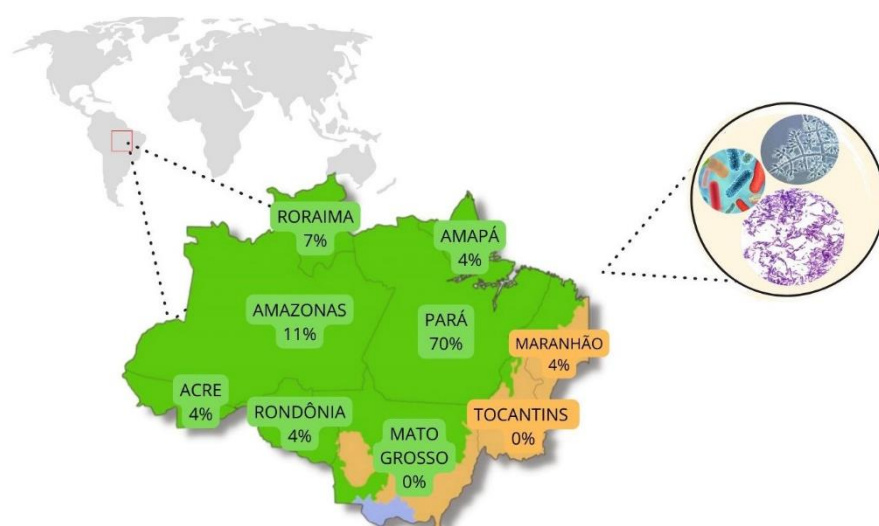 RORAIMA
7%
AMAPÁ
4%
AMAZONAS
11%
PARÁ
70%
MARANHÃO
4%
ACRE
4%
RONDÔNIA
4%
MATO
GROSSO
0%
TOCANTINS
0%